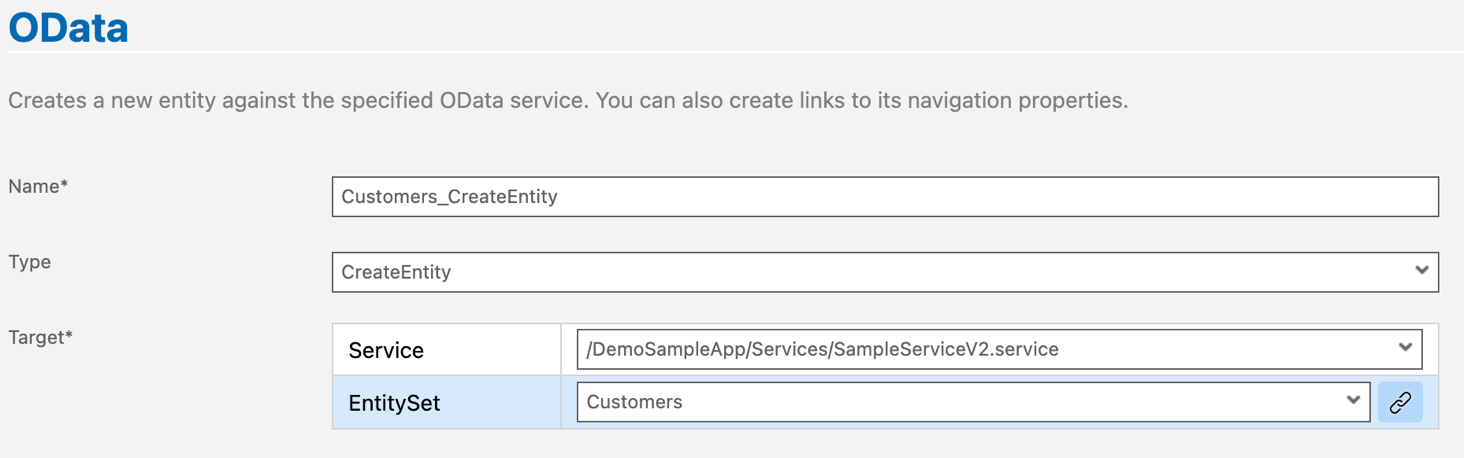 OData
Creates a new entity against the specified OData service. You can also create links to its navigation properties.
Name* Customers_CreateEntity
Type CreateEntity
Target* Service /DemoSampleApp/Services/SampleServiceV2.service
EntitySet Customers